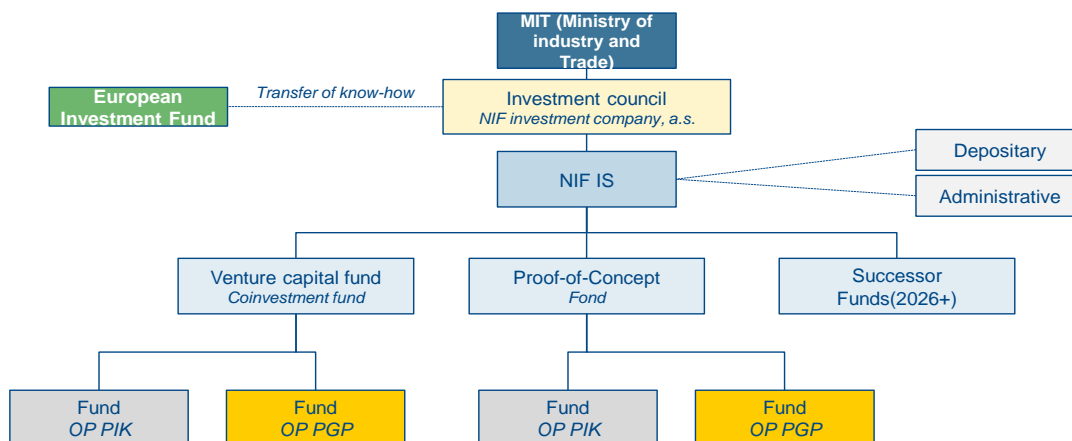 MIT (Ministry of
industry and
Trade)
European
Investment Fund
Transfer of know-how
Investment council
NIF investment company, a.s.
NIF IS
Depositary
Administrative
Venture capital fund
Coinvestment fund
Proof-of-Concept
Fond
Successor
Funds(2026+)
Fund
OP PIK
Fund
OP PGP
Fund
OP PIK
Fund
OP PGP